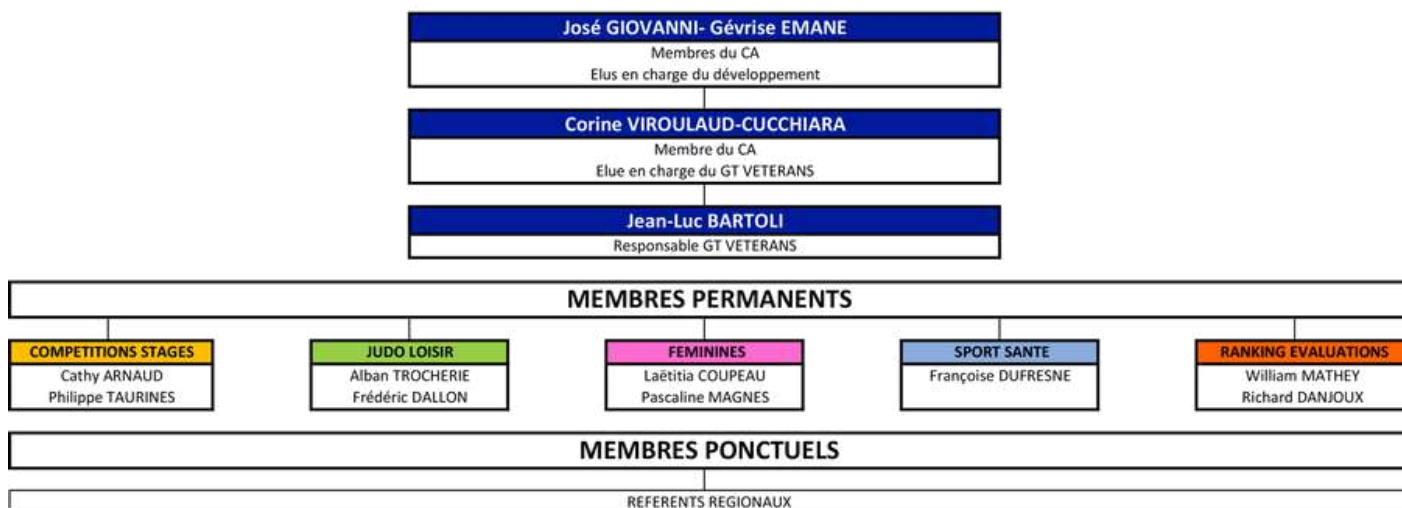 José GIOVANNI- Gévrise EMANE
Membres du CA
Elus en charge du développement
Corine VIROULAUD-CUCCHIARA
Membre du CA
Elue en charge du GT VETERANS
Jean-Luc BARTOLI
Responsable GT VETERANS
MEMBRES PERMANENTS
COMPETITIONS STAGES
Cathy ARNAUD
Philippe TAURINES
JUDO LOISIR
Alban TROCHERIE
Frédéric DALLON
FEMININES
Laëtitia COUPEAU
Pascaline MAGNES
SPORT SANTE
Françoise DUFRESNE
RANKING EVALUATIONS
William MATHEY
Richard DANJOUX
MEMBRES PONCTUELS
REFERENTS REGIONAUX